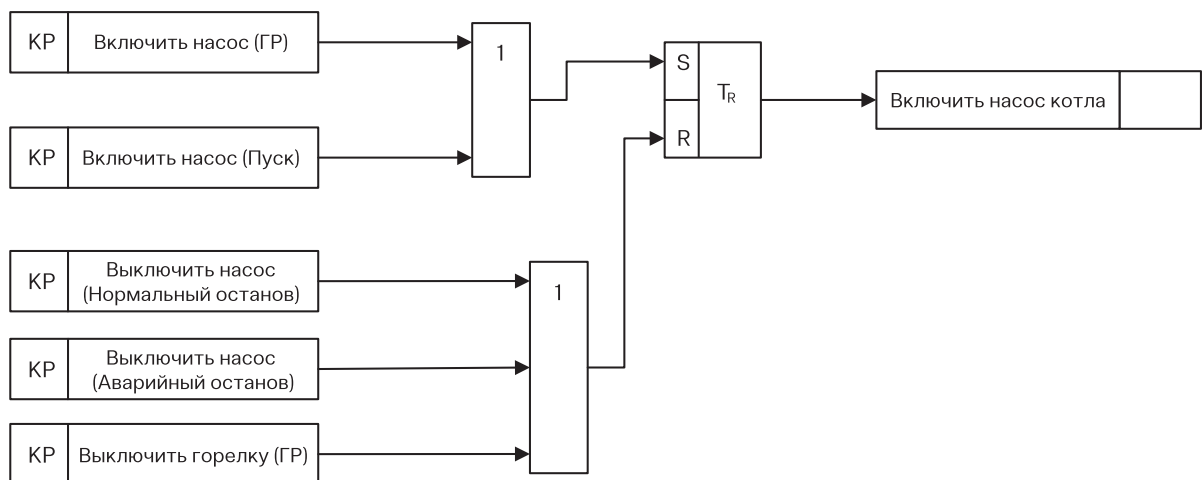 КР Включить насос (ГР)
1
S
T_R
R
Включить насос котла
КР Включить насос (Пуск)
КР Выключить насос
(Нормальный останов)
1
КР Выключить насос
(Аварийный останов)
КР Выключить горелку (ГР)